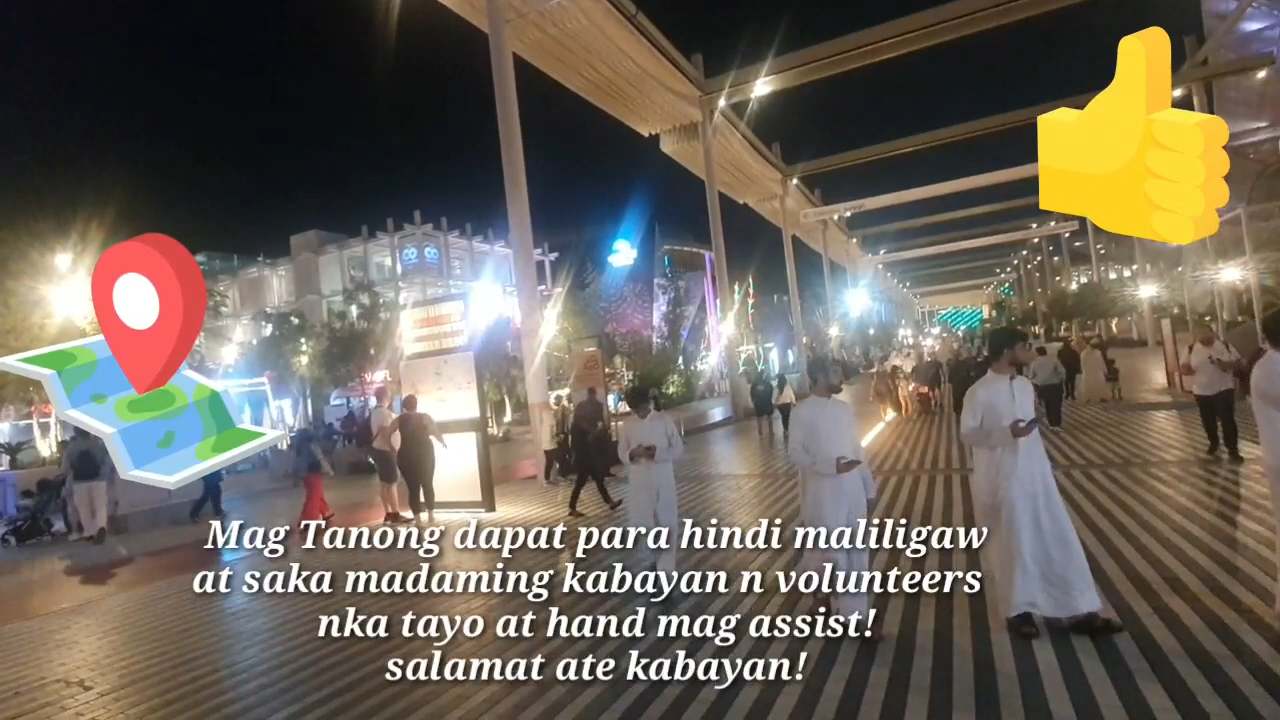 Mag Tanong dapat para hindi maliligaw
at saka madaming kabayan n volunteers
nka tayo at hand mag assist!
salamat ate kabayan!